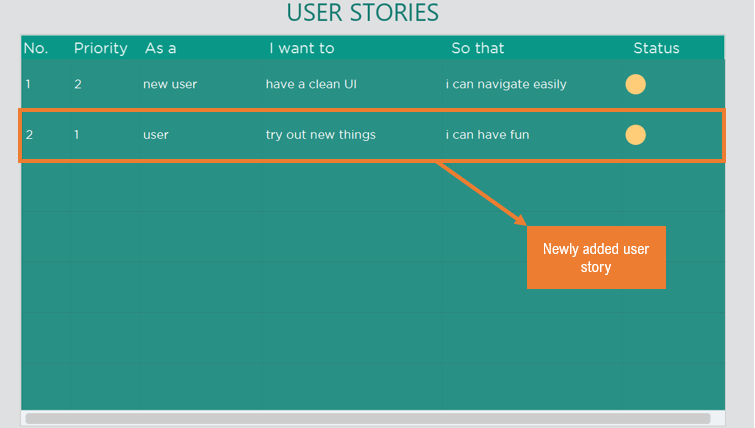 USER STORIES
No. Priority As a I want to So that Status
1 2 new user have a clean UI i can navigate easily
2 1 user try out new things i can have fun
Newly added user
story